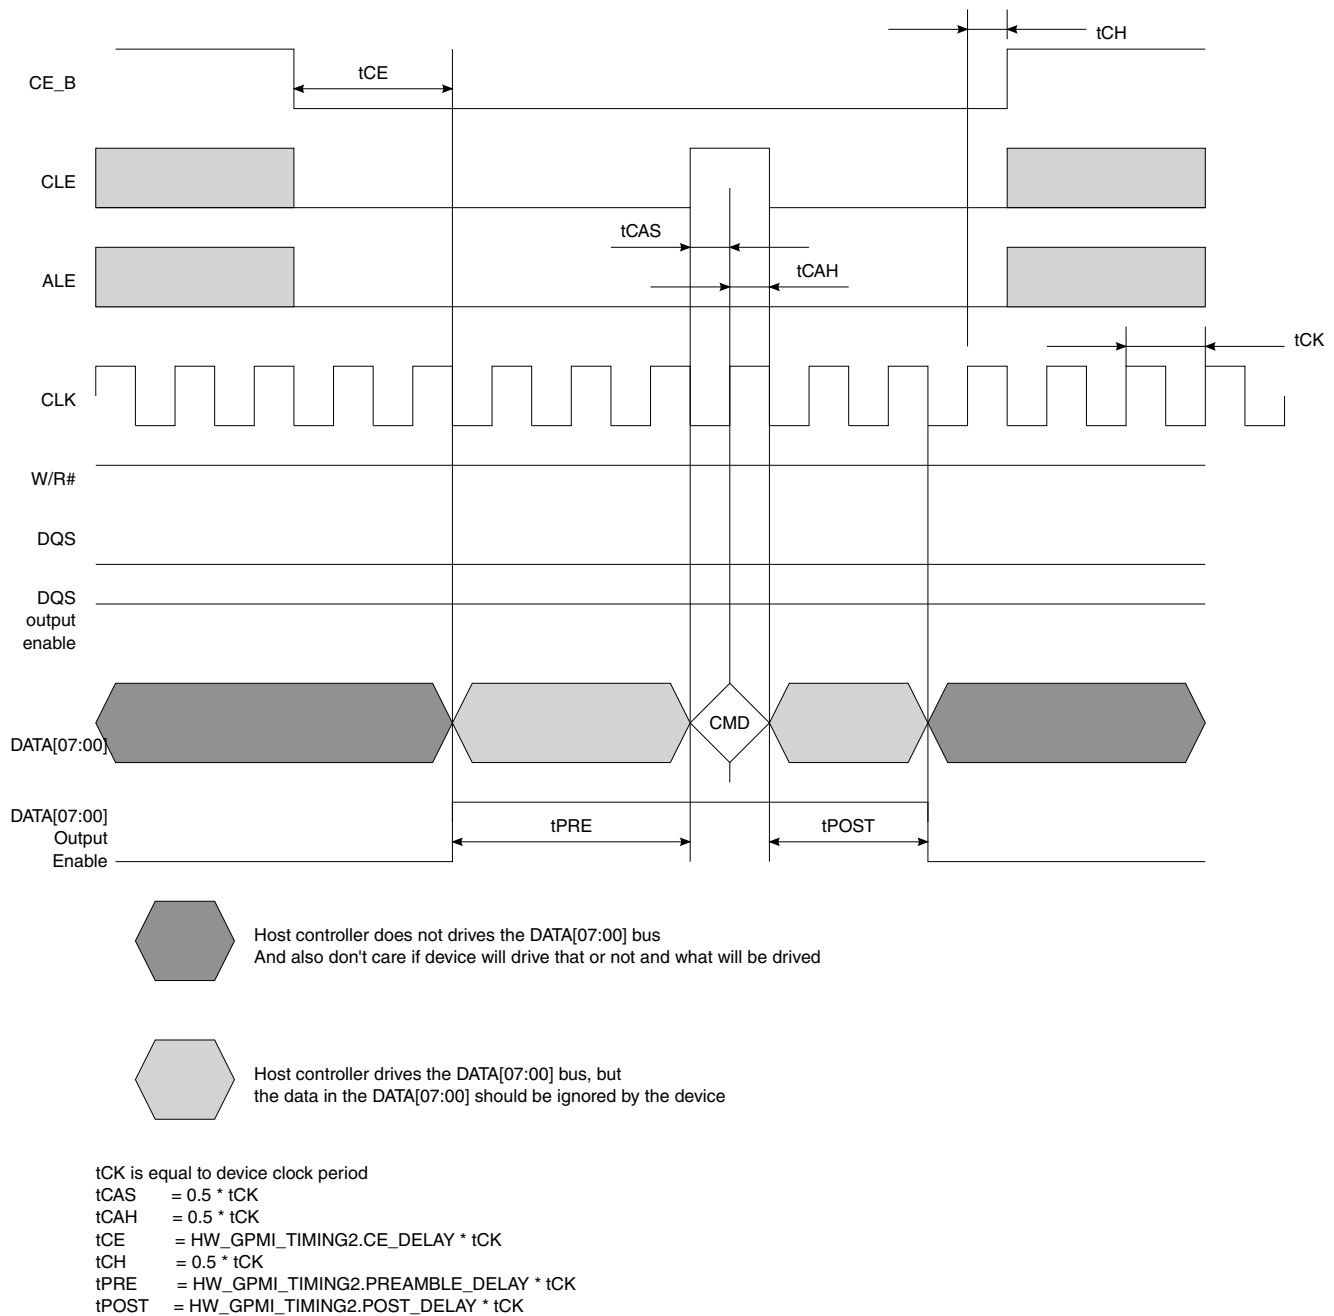 tCH
CE_B
tCE
CLE
tCAS
ALE
tCAH
tCK
CLK
W/R#
DQS
DQS
output
enable
CMD
DATA[07:00]
DATA[07:00]
Output
Enable
tPRE
tPOST
Host controller does not drives the DATA[07:00] bus
And also don't care if device will drive that or not and what will be drived
Host controller drives the DATA[07:00] bus, but
the data in the DATA[07:00] should be ignored by the device
tCK is equal to device clock period
tCAS = 0.5 * tCK
tCAH = 0.5 * tCK
tCE = HW_GPMI_TIMING2.CE_DELAY * tCK
tCH = 0.5 * tCK
tPRE = HW_GPMI_TIMING2.PREAMBLE_DELAY * tCK
tPOST = HW_GPMI_TIMING2.POST_DELAY * tCK